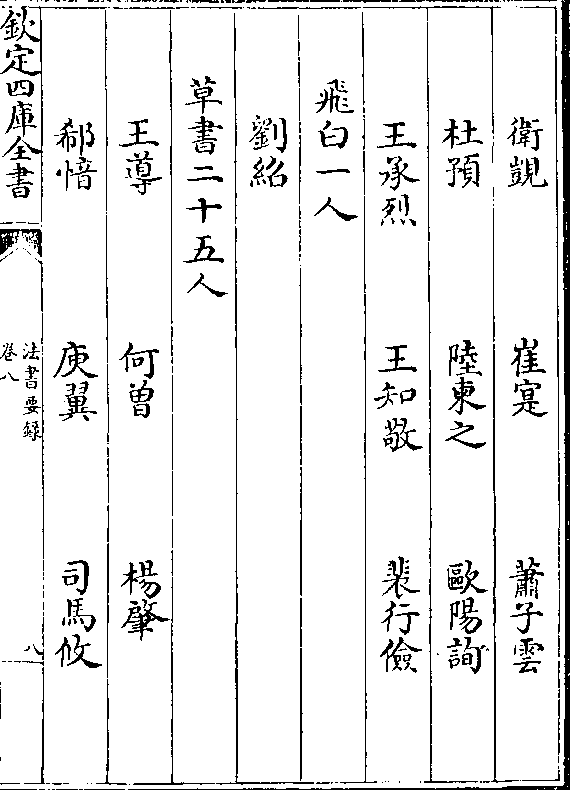 衛覬　崔寔　蕭子雲
杜預　陸柬之　歐陽詢
王承烈　王知敬　裴行儉
飛白一人
劉紹
草書二十五人
王導　何曾　楊肇
郗愔　庾翼　司馬攸
欽定四庫全書
法書要録
卷八
八